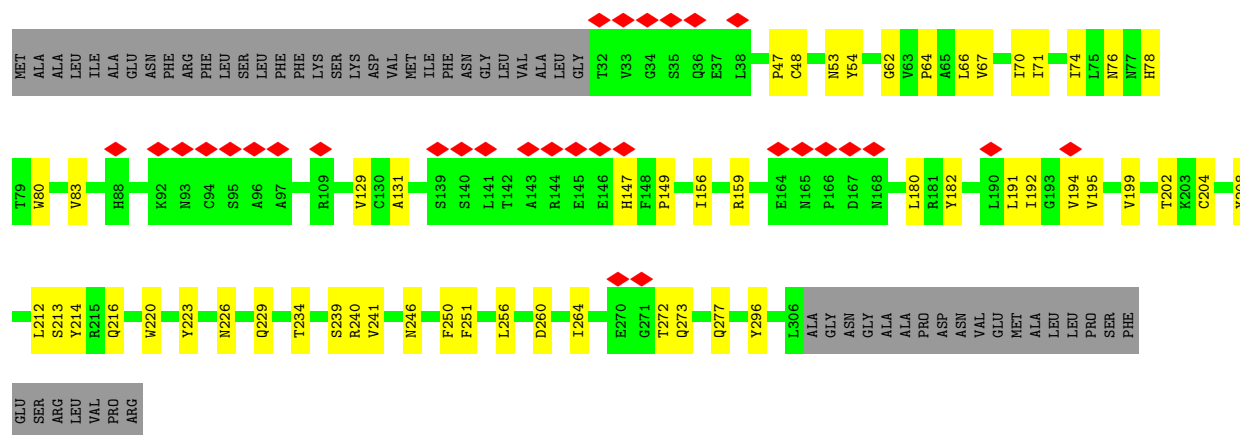 MET ALA ALA LEU ILE ALA GLU ASN PHE ARG PHE LEU SER LEU PHE PHE LYS SER LYS ASP VAL MET ILE PHE ASN GLY LEU VAL ALA LEU GLY T32 V33 G34 S35 Q36 E37 L38 P47 C48 N53 Y54 G62 V63 P64 A65 L66 V67 I70 I71 I74 L75 N76 N77 H78
T79 W80 V83 H88 K92 N93 C94 S95 A96 A97 R109 V129 C130 A131 S139 S140 L141 T142 A143 R144 E145 E146 H147 F148 P149 I156 R159 E164 N165 P166 D167 N168 L180 R181 Y182 L190 L191 I192 G193 V194 V195 V199 T202 K203 C204
L212 S213 Y214 R215 Q216 W220 Y223 N226 Q229 T234 S239 R240 V241 N246 F250 F251 L256 D260 I264 E270 G271 T272 Q273 Q277 Y296 L306 ALA GLY ASN GLY ALA ALA PRO ASP ASN VAL GLU MET ALA LEU LEU PRO SER PHE
GLU SER ARG LEU VAL PRO ARG